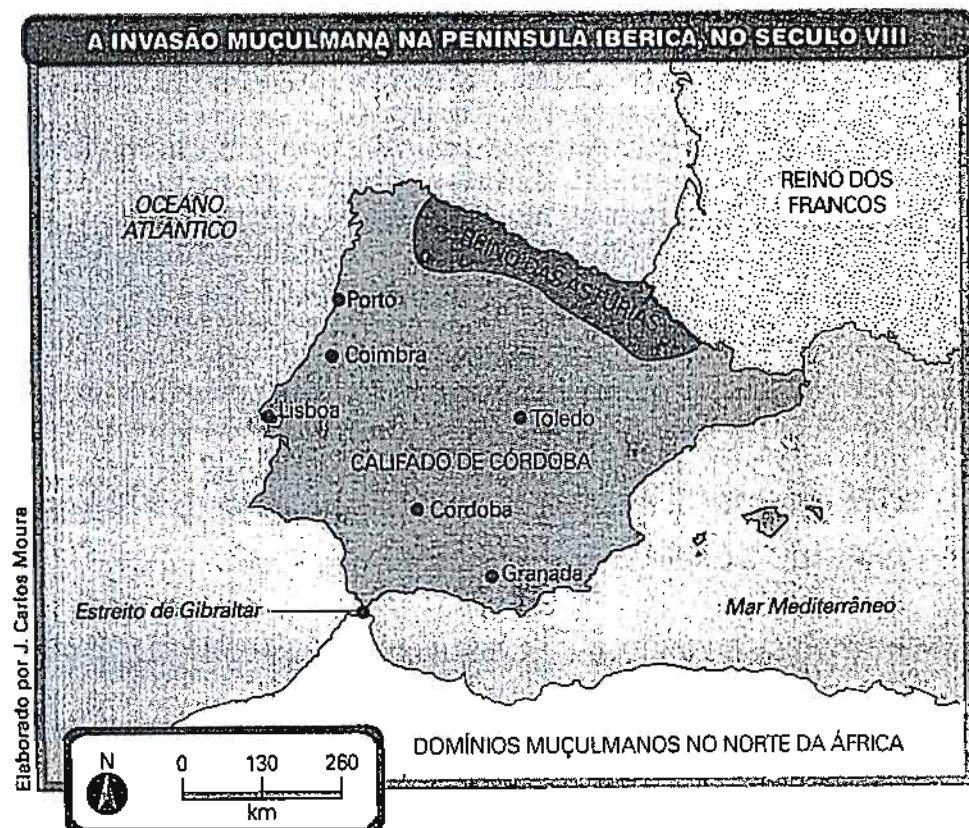 A INVASÃO MUÇULMANA NA PENÍNSULA IBÉRICA, NO SÉCULO VIII
OCEANO
ATLÂNTICO
REINO DOS
FRANCOS
REINO DAS ASTÚRIAS
Porto
Coimbra
Lisboa
Toledo
CALIFADO DE CÓRDOBA
Córdoba
Granada
Estreito de Gibraltar
Mar Mediterrâneo
DOMÍNIOS MUÇULMANOS NO NORTE DA ÁFRICA
N
0 130 260
km
Elaborado por J. Carlos Moura